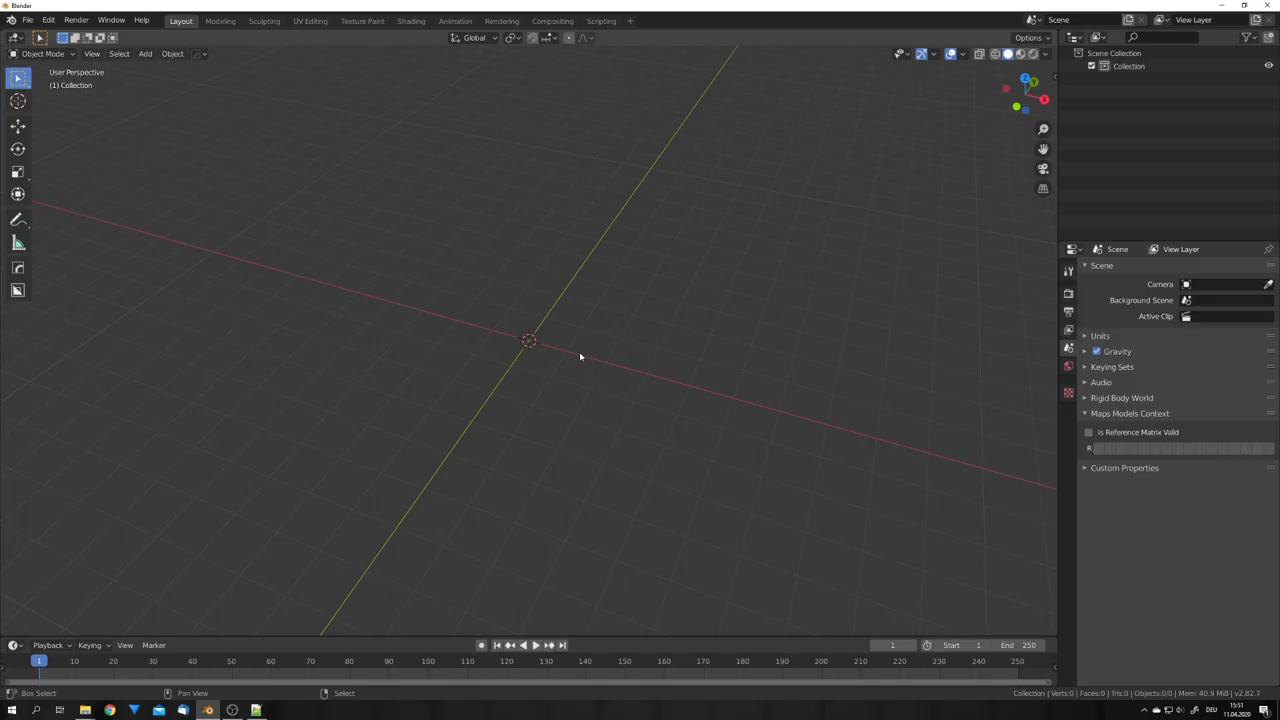 Blender
File Edit Render Window Help Layout Modeling Sculpting UV Editing Texture Paint Shading Animation Rendering Compositing Scripting + Scene View Layer
Global Options
Object Mode View Select Add Object
User Perspective
(1) Collection
Z
Y
X
Scene Collection
Collection
Scene View Layer
Scene
Camera
Background Scene
Active Clip
Units
Gravity
Keying Sets
Audio
Rigid Body World
Maps Models Context
Is Reference Matrix Valid
R
Custom Properties
Playback Keying View Marker 1 Start 1 End 250
1 10 20 30 40 50 60 70 80 90 100 110 120 130 140 150 160 170 180 190 200 210 220 230 240 250
Box Select Pan View Select Collection | Verts:0 | Faces:0 | Tris:0 | Objects:0/0 | Mem: 40.9 MiB | v2.82.7
DEU 15:51
11.04.2020